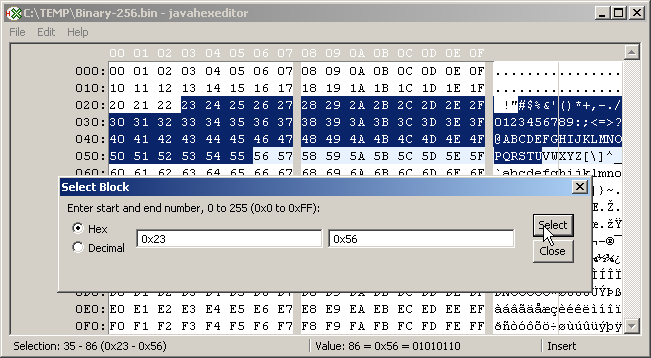 C:\TEMP\Binary-256.bin - javahexeditor
File Edit Help
00 01 02 03 04 05 06 07 08 09 0A 0B 0C 0D 0E 0F
000: 00 01 02 03 04 05 06 07 08 09 0A 0B 0C 0D 0E 0F ................
010: 10 11 12 13 14 15 16 17 18 19 1A 1B 1C 1D 1E 1F ................
020: 20 21 22 23 24 25 26 27 28 29 2A 2B 2C 2D 2E 2F !"#$%&'()*+,-./
030: 30 31 32 33 34 35 36 37 38 39 3A 3B 3C 3D 3E 3F 0123456789:;<=>?
040: 40 41 42 43 44 45 46 47 48 49 4A 4B 4C 4D 4E 4F @ABCDEFGHIJKLMNO
050: 50 51 52 53 54 55 56 57 58 59 5A 5B 5C 5D 5E 5F PQRSTUVWXYZ[\]^_
Select Block
Enter start and end number, 0 to 255 (0x0 to 0xFF):
Hex
Decimal
0x23 0x56
Select
Close
0E0: E0 E1 E2 E3 E4 E5 E6 E7 E8 E9 EA EB EC ED EE EF àáâãäåæçèéêëìíîï
0F0: F0 F1 F2 F3 F4 F5 F6 F7 F8 F9 FA FB FC FD FE FF ðñòóôõö÷øùúûüýþÿ
Selection: 35 - 86 (0x23 - 0x56) Value: 86 = 0x56 = 01010110 Insert